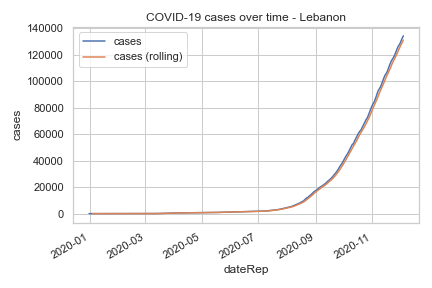 COVID-19 cases over time - Lebanon
cases
cases (rolling)
140000
120000
100000
80000
60000
40000
20000
0
cases
2020-01
2020-03
2020-05
2020-07
2020-09
2020-11
dateRep